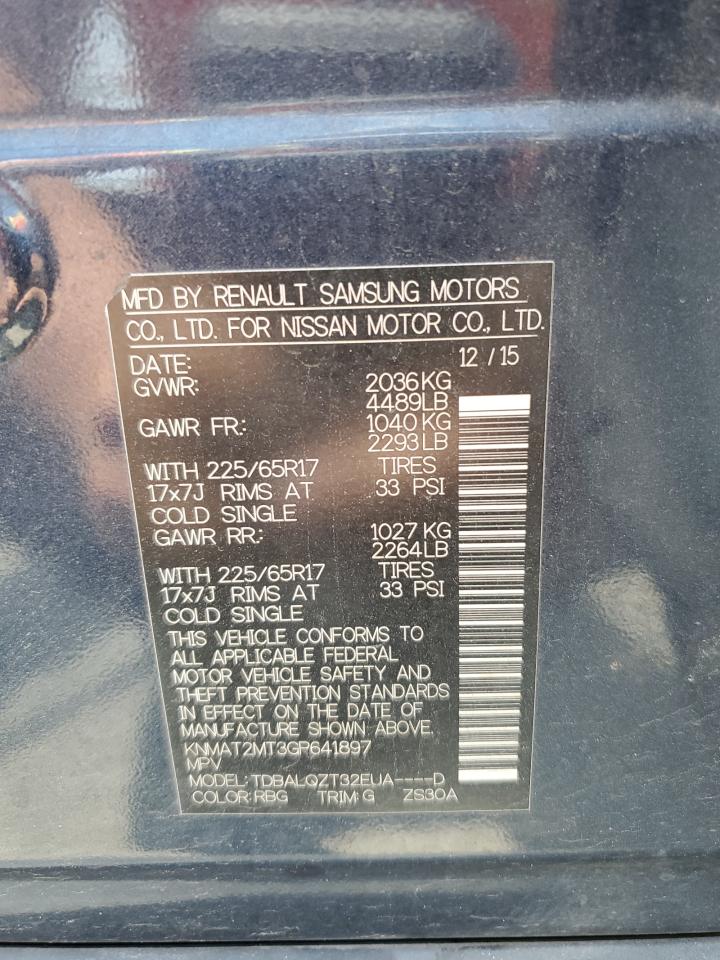 MFD BY RENAULT SAMSUNG MOTORS
CO., LTD. FOR NISSAN MOTOR CO., LTD.
DATE: 12 / 15
GVWR: 2036 KG
4489 LB
GAWR FR: 1040 KG
2293 LB
WITH 225/65R17 TIRES
17x7J RIMS AT 33 PSI
COLD SINGLE
GAWR RR: 1027 KG
2264 LB
WITH 225/65R17 TIRES
17x7J RIMS AT 33 PSI
COLD SINGLE
THIS VEHICLE CONFORMS TO
ALL APPLICABLE FEDERAL
MOTOR VEHICLE SAFETY AND
THEFT PREVENTION STANDARDS
IN EFFECT ON THE DATE OF
MANUFACTURE SHOWN ABOVE.
KNMAT2MT3GP641897
MPV
MODEL: TDBALQZT32EUA----D
COLOR: RBG TRIM: G ZS30A